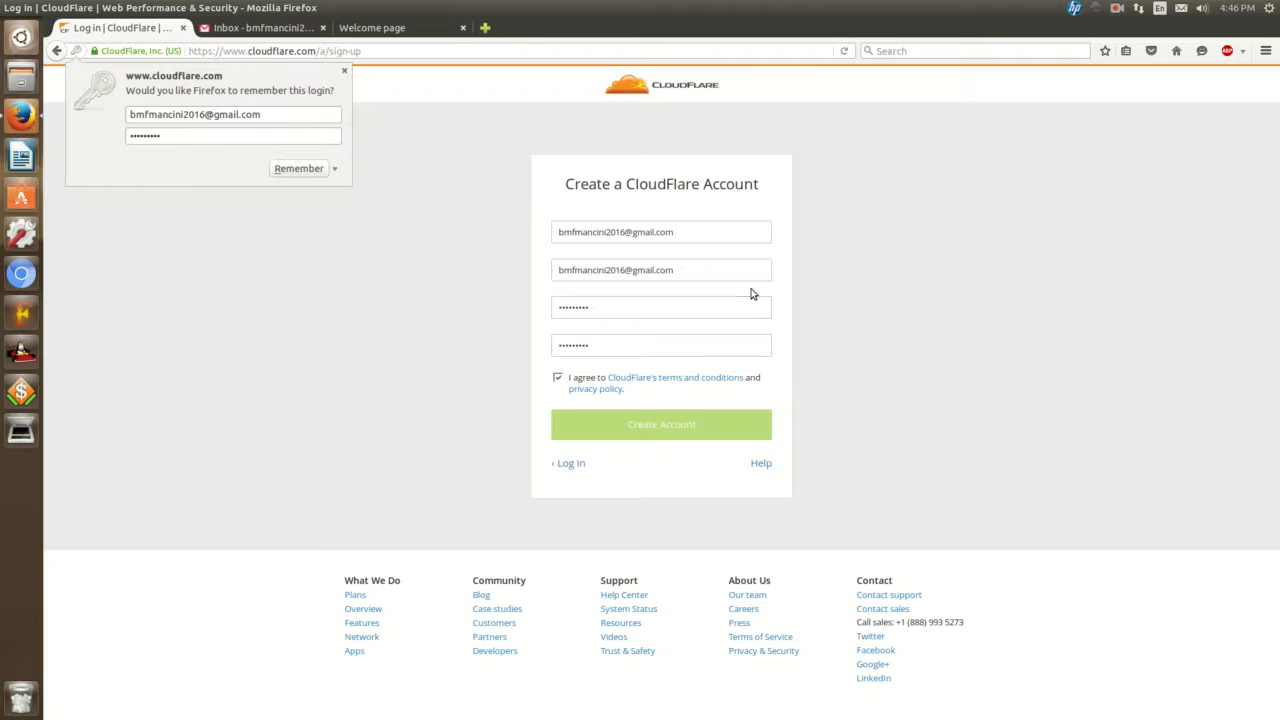 Log in | CloudFlare | Web Performance & Security - Mozilla Firefox
hp
En
4:46 PM
Log in | CloudFlare | ...
Inbox - bmfmancini2...
Welcome page
CloudFlare, Inc. (US)
https://www.cloudflare.com/a/sign-up
Search
ABP
www.cloudflare.com
Would you like Firefox to remember this login?
bmfmancini2016@gmail.com
•••••••••
Remember
CLOUDFLARE
Create a CloudFlare Account
bmfmancini2016@gmail.com
bmfmancini2016@gmail.com
•••••••••
•••••••••
I agree to CloudFlare's terms and conditions and
privacy policy.
Create Account
‹ Log in
Help
What We Do
Plans
Overview
Features
Network
Apps
Community
Blog
Case studies
Customers
Partners
Developers
Support
Help Center
System Status
Resources
Videos
Trust & Safety
About Us
Our team
Careers
Press
Terms of Service
Privacy & Security
Contact
Contact support
Contact sales
Call sales: +1 (888) 993 5273
Twitter
Facebook
Google+
LinkedIn